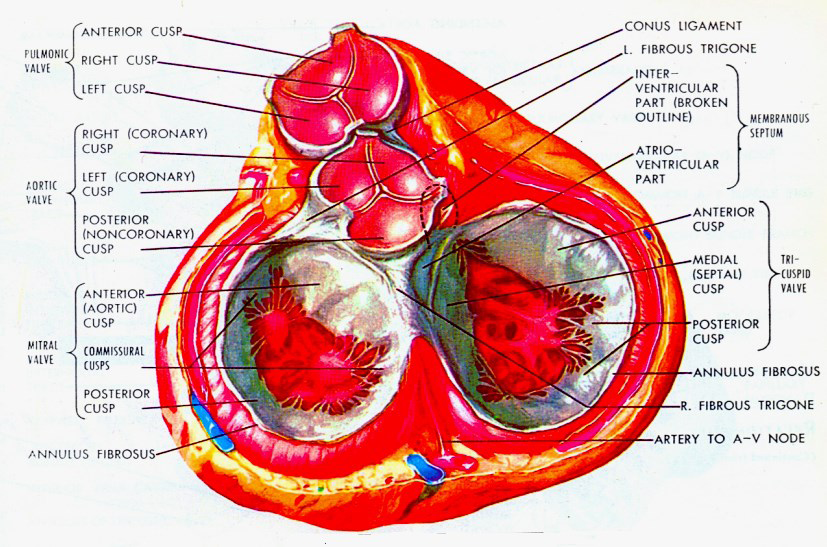 PULMONIC
VALVE
ANTERIOR CUSP
RIGHT CUSP
LEFT CUSP
AORTIC
VALVE
RIGHT (CORONARY)
CUSP
LEFT (CORONARY)
CUSP
POSTERIOR
(NONCORONARY)
CUSP
MITRAL
VALVE
ANTERIOR
(AORTIC)
CUSP
COMMISSURAL
CUSPS
POSTERIOR
CUSP
ANNULUS FIBROSUS
CONUS LIGAMENT
L. FIBROUS TRIGONE
INTER-
VENTRICULAR
PART (BROKEN
OUTLINE)
ATRIO-
VENTRICULAR
PART
MEMBRANOUS
SEPTUM
ANTERIOR
CUSP
MEDIAL
(SEPTAL)
CUSP
POSTERIOR
CUSP
TRI-
CUSPID
VALVE
ANNULUS FIBROSUS
R. FIBROUS TRIGONE
ARTERY TO A-V NODE